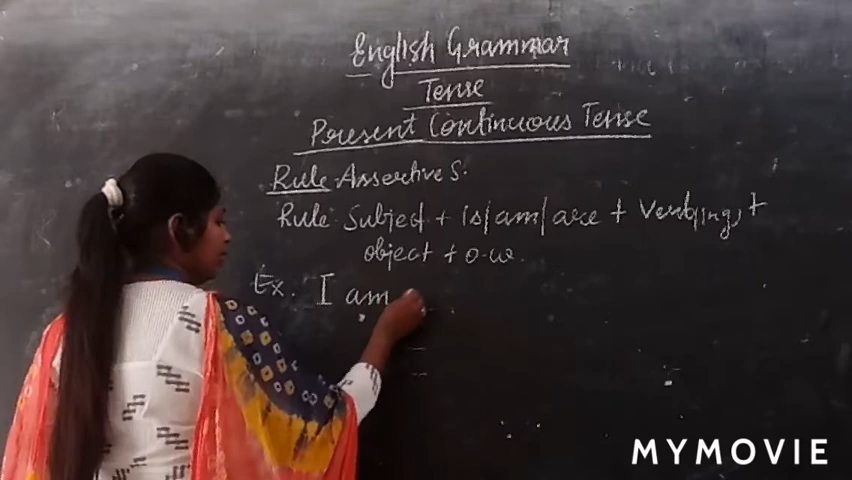 English Grammar
Tense
Present Continuous Tense
Rule Assertive S.
Rule Subject + is/am/are + Verb(ing) +
object + o.w.
Ex. I am
MYMOVIE